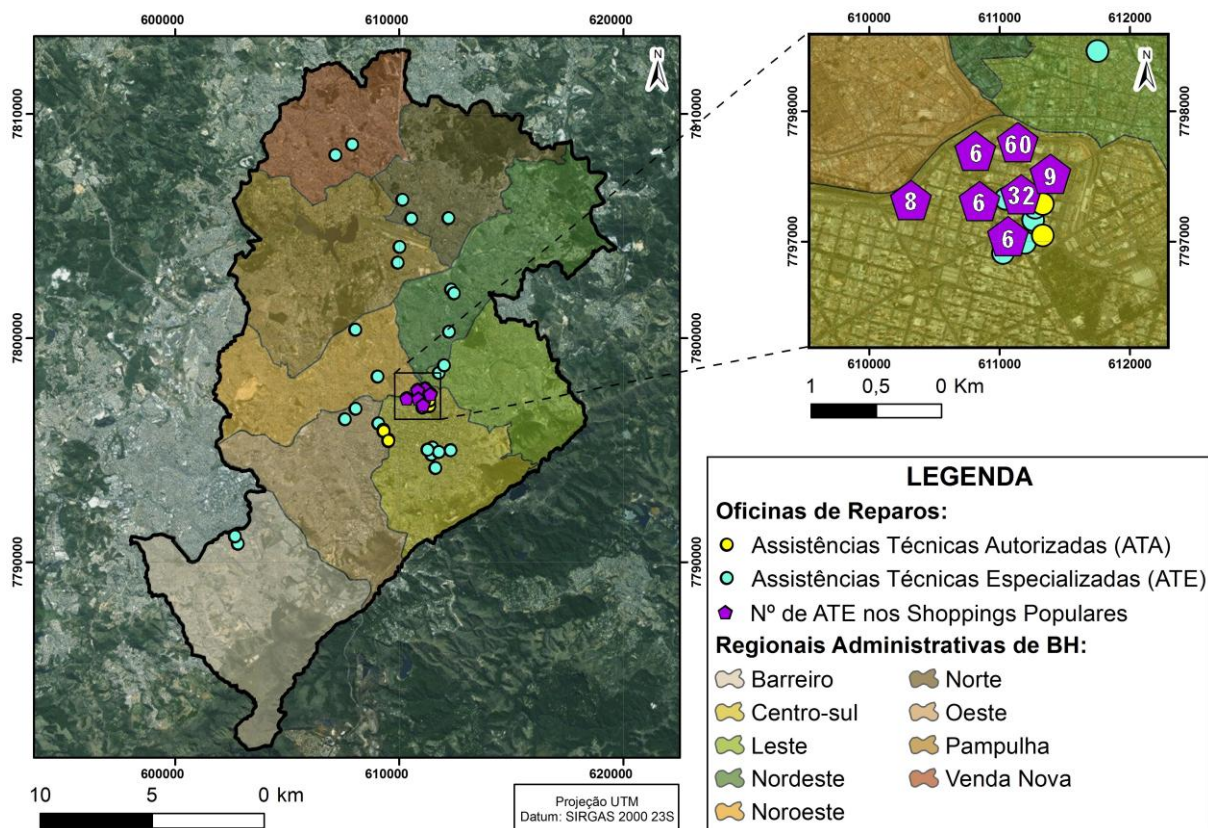 600000
610000
620000
7810000
7810000
7800000
7800000
7790000
7790000
N
600000
610000
620000
10
5
0 km
Projeção UTM
Datum: SIRGAS 2000 23S
610000
611000
612000
7798000
7798000
7797000
7797000
N
6
60
9
8
6
32
6
610000
611000
612000
1
0,5
0 Km
LEGENDA
Oficinas de Reparos:
Assistências Técnicas Autorizadas (ATA)
Assistências Técnicas Especializadas (ATE)
Nº de ATE nos Shoppings Populares
Regionais Administrativas de BH:
Barreiro
Centro-sul
Leste
Nordeste
Noroeste
Norte
Oeste
Pampulha
Venda Nova